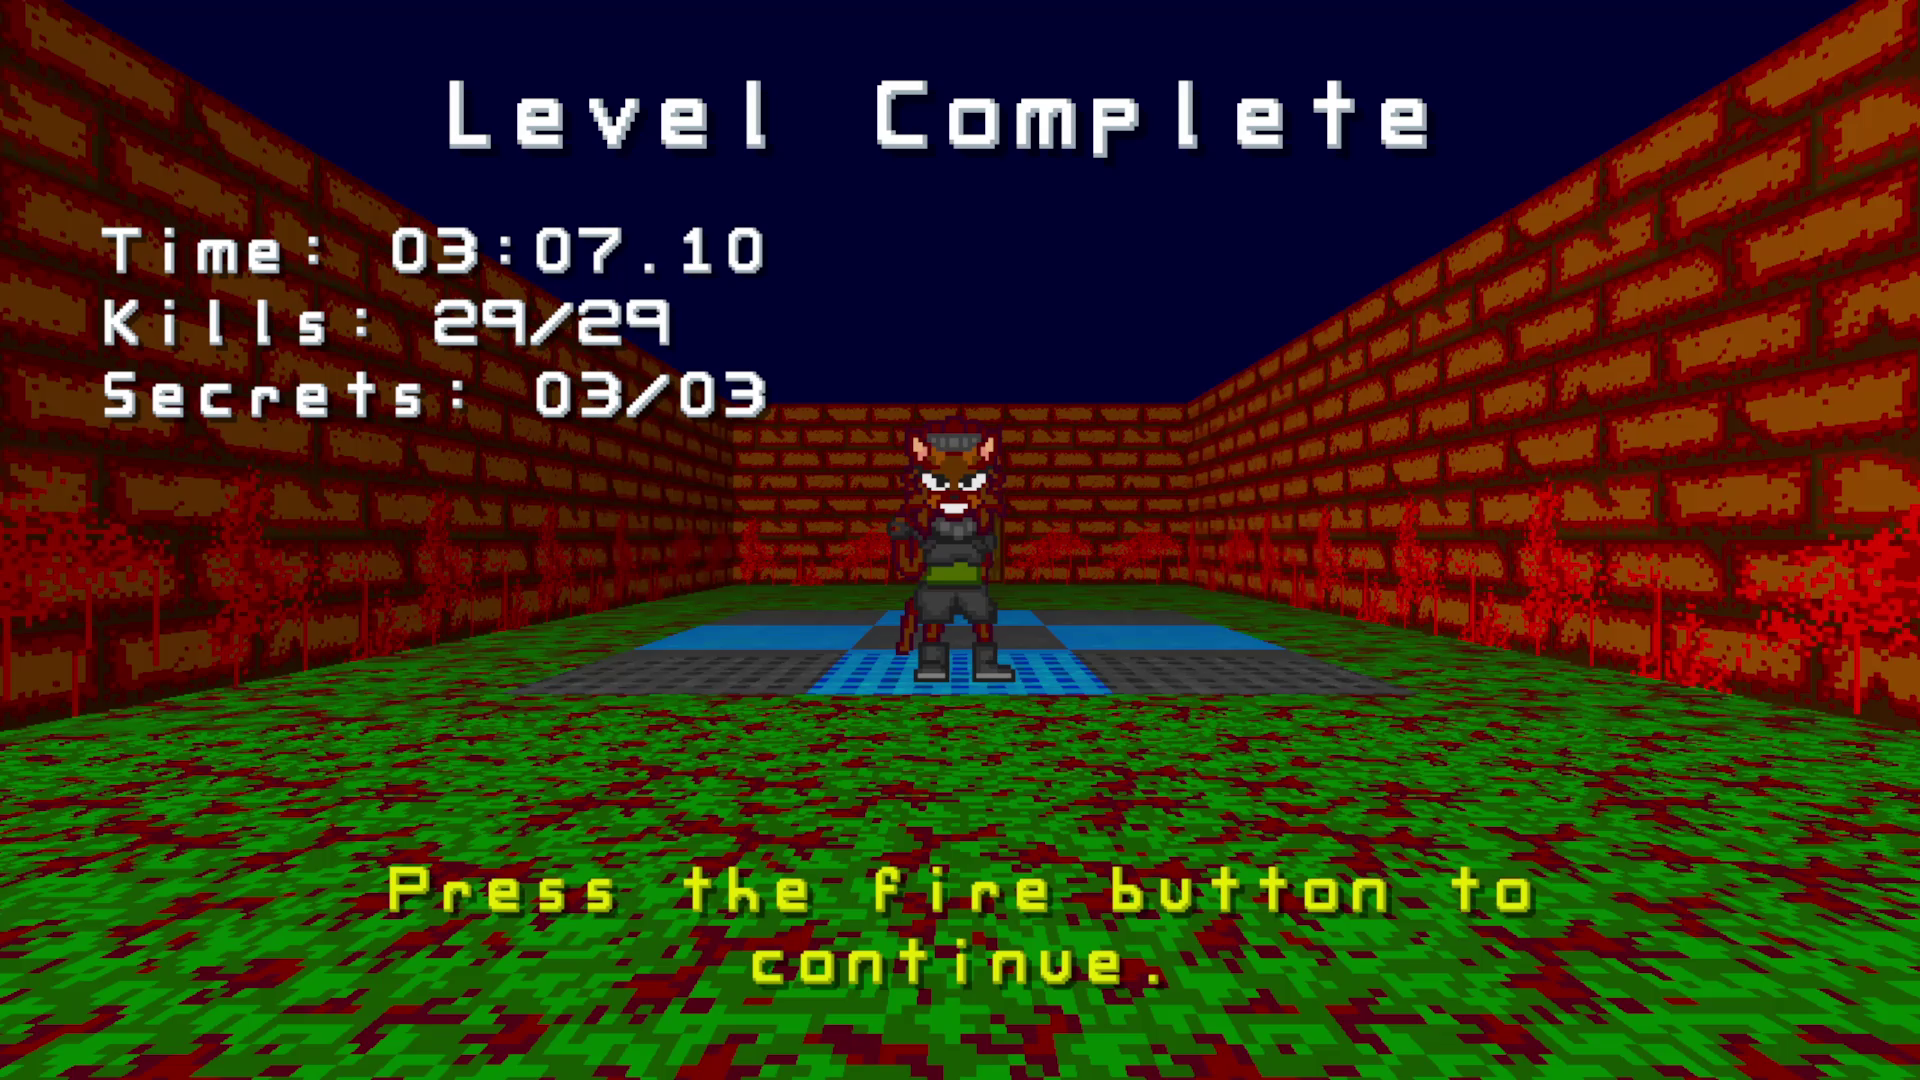 Level Complete
Time: 03:07.10
Kills: 29/29
Secrets: 03/03
Press the fire button to
continue.